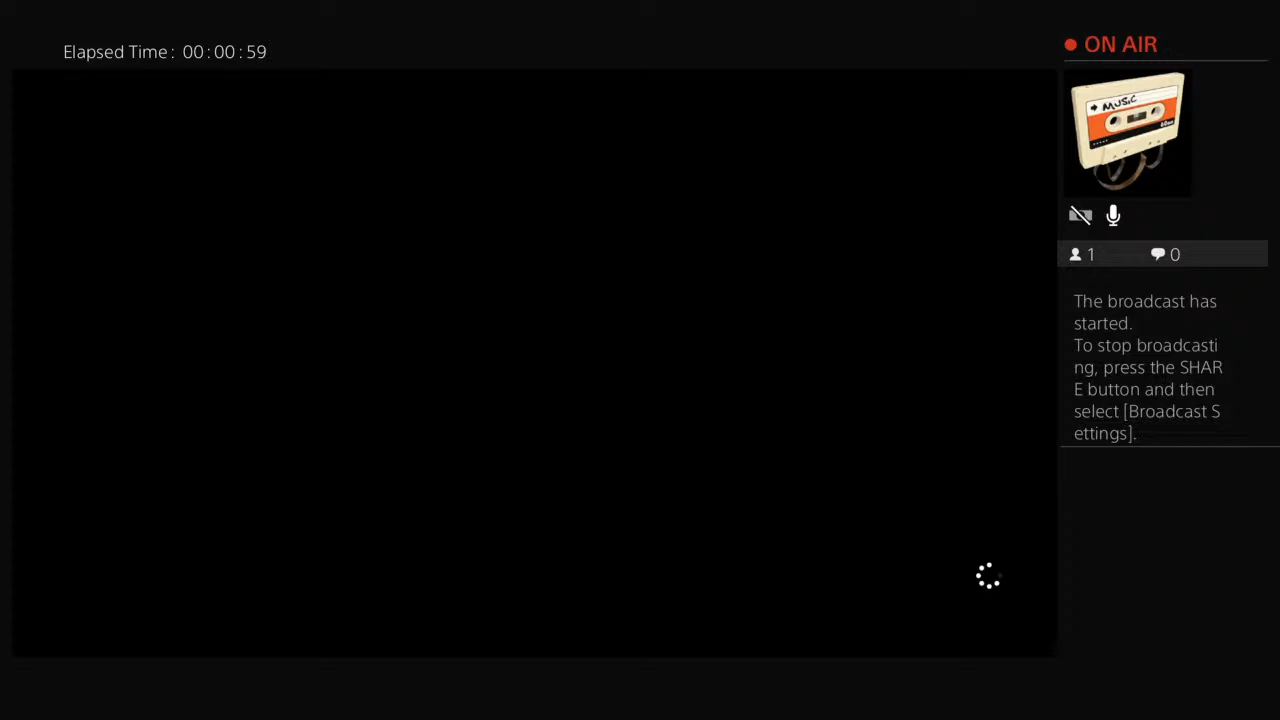 Elapsed Time: 00:00:59
ON AIR
MUSIC
1 0
The broadcast has
started.
To stop broadcasti
ng, press the SHAR
E button and then
select [Broadcast S
ettings].